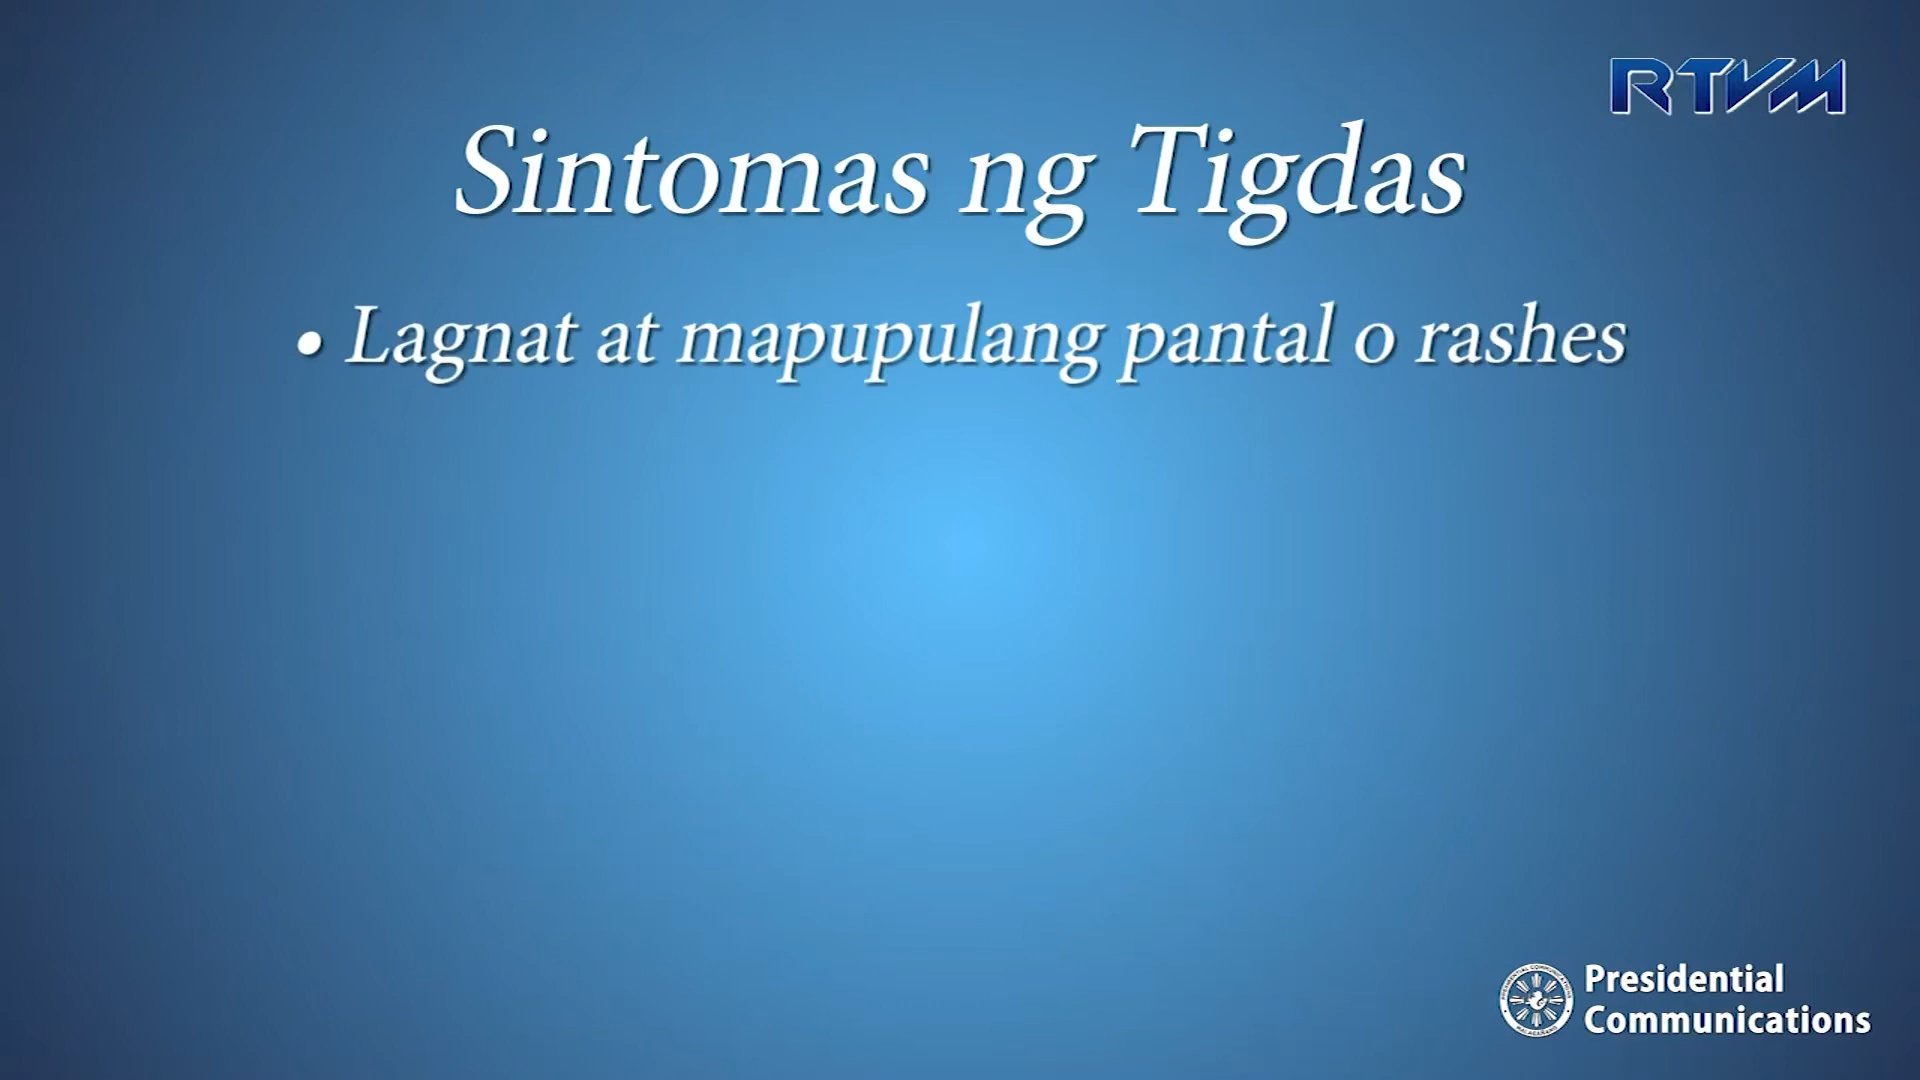 RTVM
Sintomas ng Tigdas
• Lagnat at mapupulang pantal o rashes
Presidential
Communications